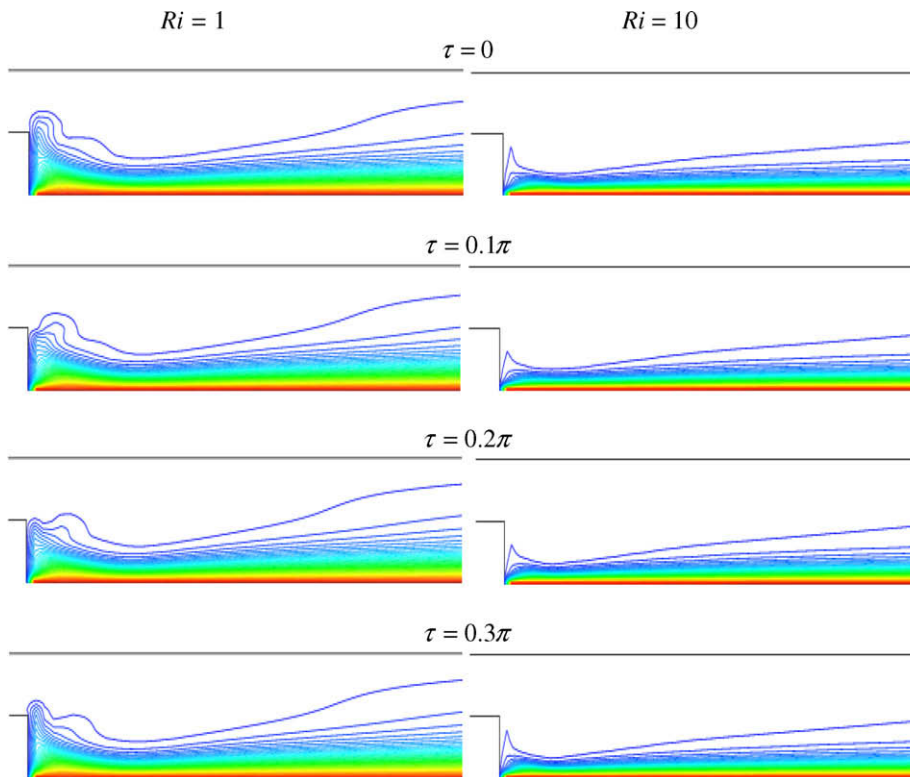 Ri = 1
Ri = 10
τ = 0
τ = 0.1π
τ = 0.2π
τ = 0.3π